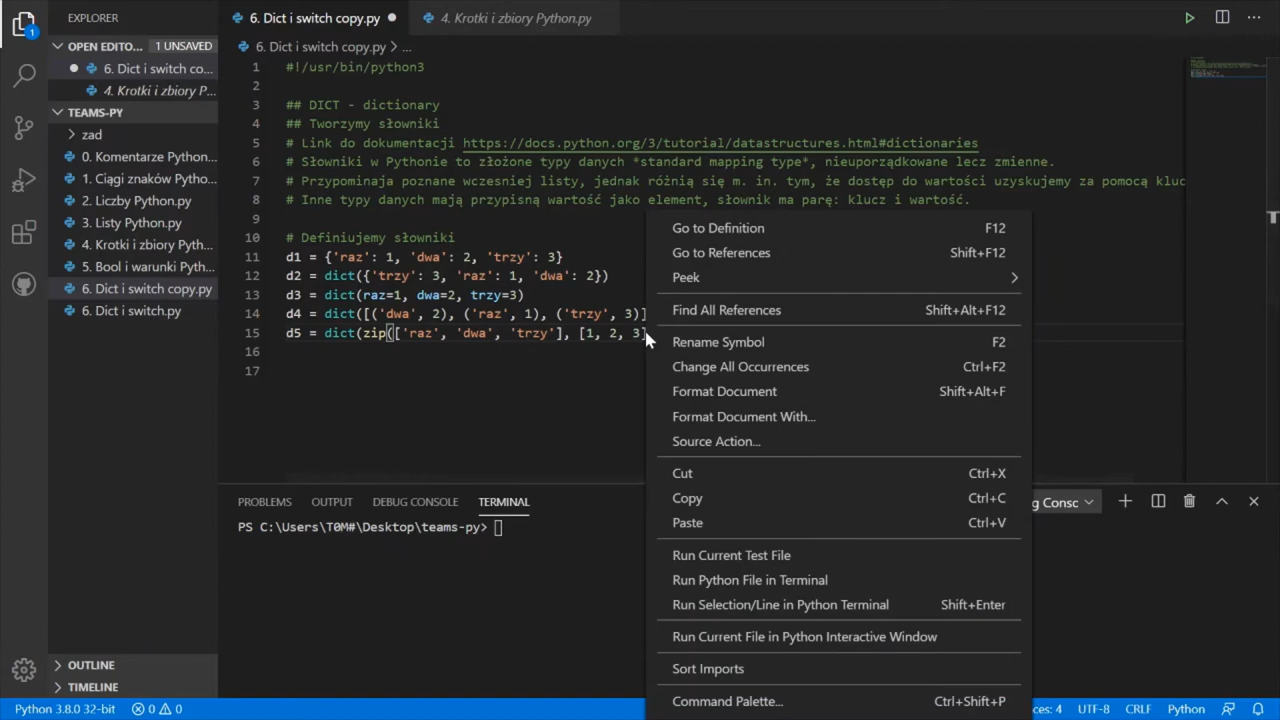 EXPLORER
1
OPEN EDITO... 1 UNSAVED
6. Dict i switch co...
4. Krotki i zbiory P...
TEAMS-PY
zad
0. Komentarze Python...
1. Ciągi znaków Python...
2. Liczby Python.py
3. Listy Python.py
4. Krotki i zbiory Pyth...
5. Bool i warunki Pyth...
6. Dict i switch copy.py
6. Dict i switch.py
OUTLINE
TIMELINE
6. Dict i switch copy.py
4. Krotki i zbiory Python.py
6. Dict i switch copy.py > ...
1 #!/usr/bin/python3
2
3 ## DICT - dictionary
4 ## Tworzymy słowniki
5 # Link do dokumentacji https://docs.python.org/3/tutorial/datastructures.html#dictionaries
6 # Słowniki w Pythonie to złożone typy danych *standard mapping type*, nieuporządkowane lecz zmienne.
7 # Przypominaja poznane wczesniej listy, jednak różnią się m. in. tym, że dostęp do wartości uzyskujemy za pomocą kluc
8 # Inne typy danych mają przypisną wartość jako element, słownik ma parę: klucz i wartość.
9
10 # Definiujemy słowniki
11 d1 = {'raz': 1, 'dwa': 2, 'trzy': 3}
12 d2 = dict({'trzy': 3, 'raz': 1, 'dwa': 2})
13 d3 = dict(raz=1, dwa=2, trzy=3)
14 d4 = dict([('dwa', 2), ('raz', 1), ('trzy', 3)]
15 d5 = dict(zip(['raz', 'dwa', 'trzy'], [1, 2, 3]
16
17
Go to Definition F12
Go to References Shift+F12
Peek
Find All References Shift+Alt+F12
Rename Symbol F2
Change All Occurrences Ctrl+F2
Format Document Shift+Alt+F
Format Document With...
Source Action...
Cut Ctrl+X
Copy Ctrl+C
Paste Ctrl+V
Run Current Test File
Run Python File in Terminal
Run Selection/Line in Python Terminal Shift+Enter
Run Current File in Python Interactive Window
Sort Imports
Command Palette... Ctrl+Shift+P
PROBLEMS OUTPUT DEBUG CONSOLE TERMINAL
g Consc
PS C:\Users\T0M#\Desktop\teams-py>
Python 3.8.0 32-bit 0 0
ces: 4 UTF-8 CRLF Python